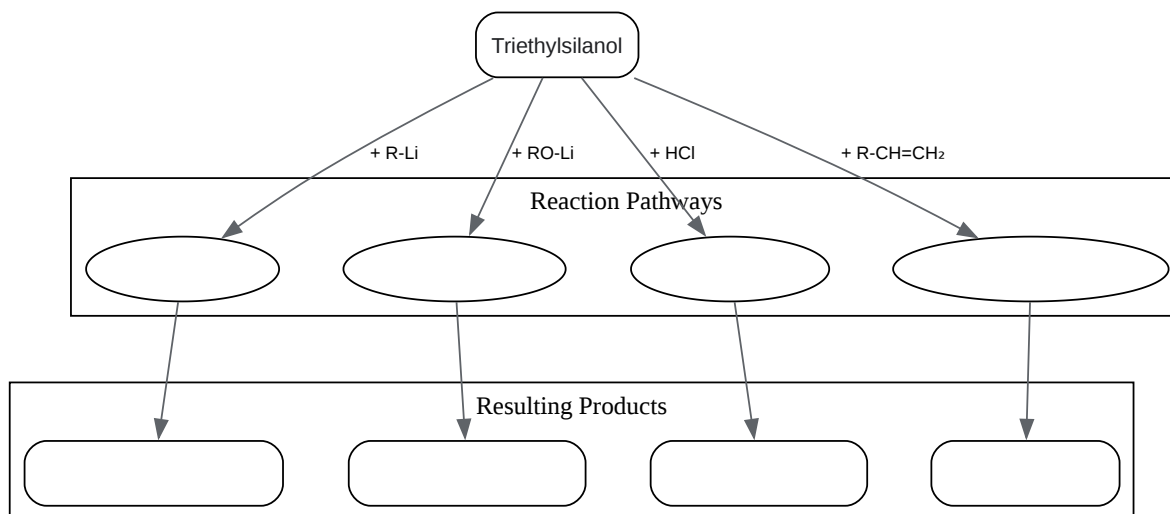 Triethylsilanol
+ R-Li
+ RO-Li
+ HCl
+ R-CH=CH₂
Reaction Pathways
Resulting Products